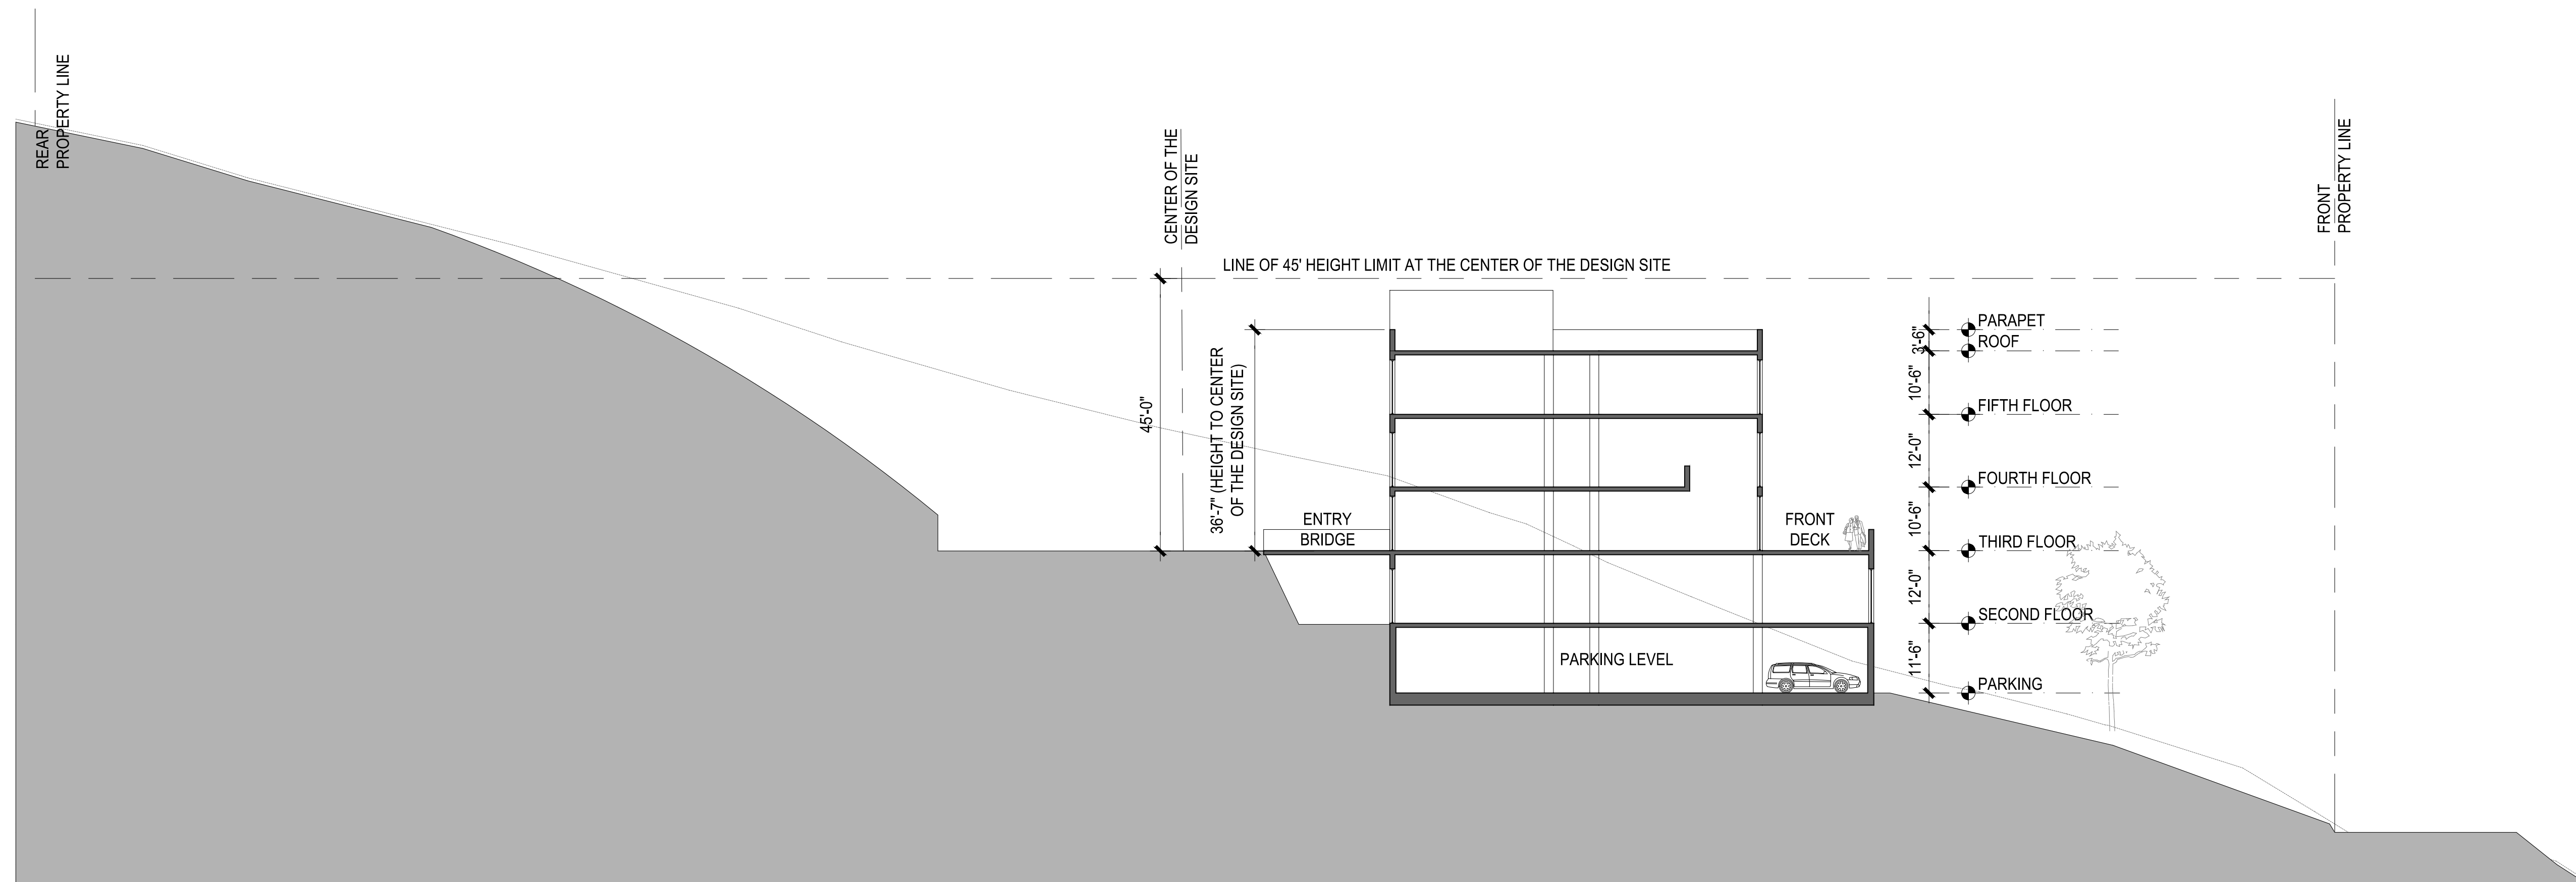 REAR
PROPERTY LINE
CENTER OF THE
DESIGN SITE
FRONT
PROPERTY LINE
LINE OF 45' HEIGHT LIMIT AT THE CENTER OF THE DESIGN SITE
45'-0"
36'-7" (HEIGHT TO CENTER
OF THE DESIGN SITE)
ENTRY
BRIDGE
FRONT
DECK
PARKING LEVEL
PARAPET
3'-6"
ROOF
10'-6"
FIFTH FLOOR
12'-0"
FOURTH FLOOR
10'-6"
THIRD FLOOR
12'-0"
SECOND FLOOR
11'-6"
PARKING